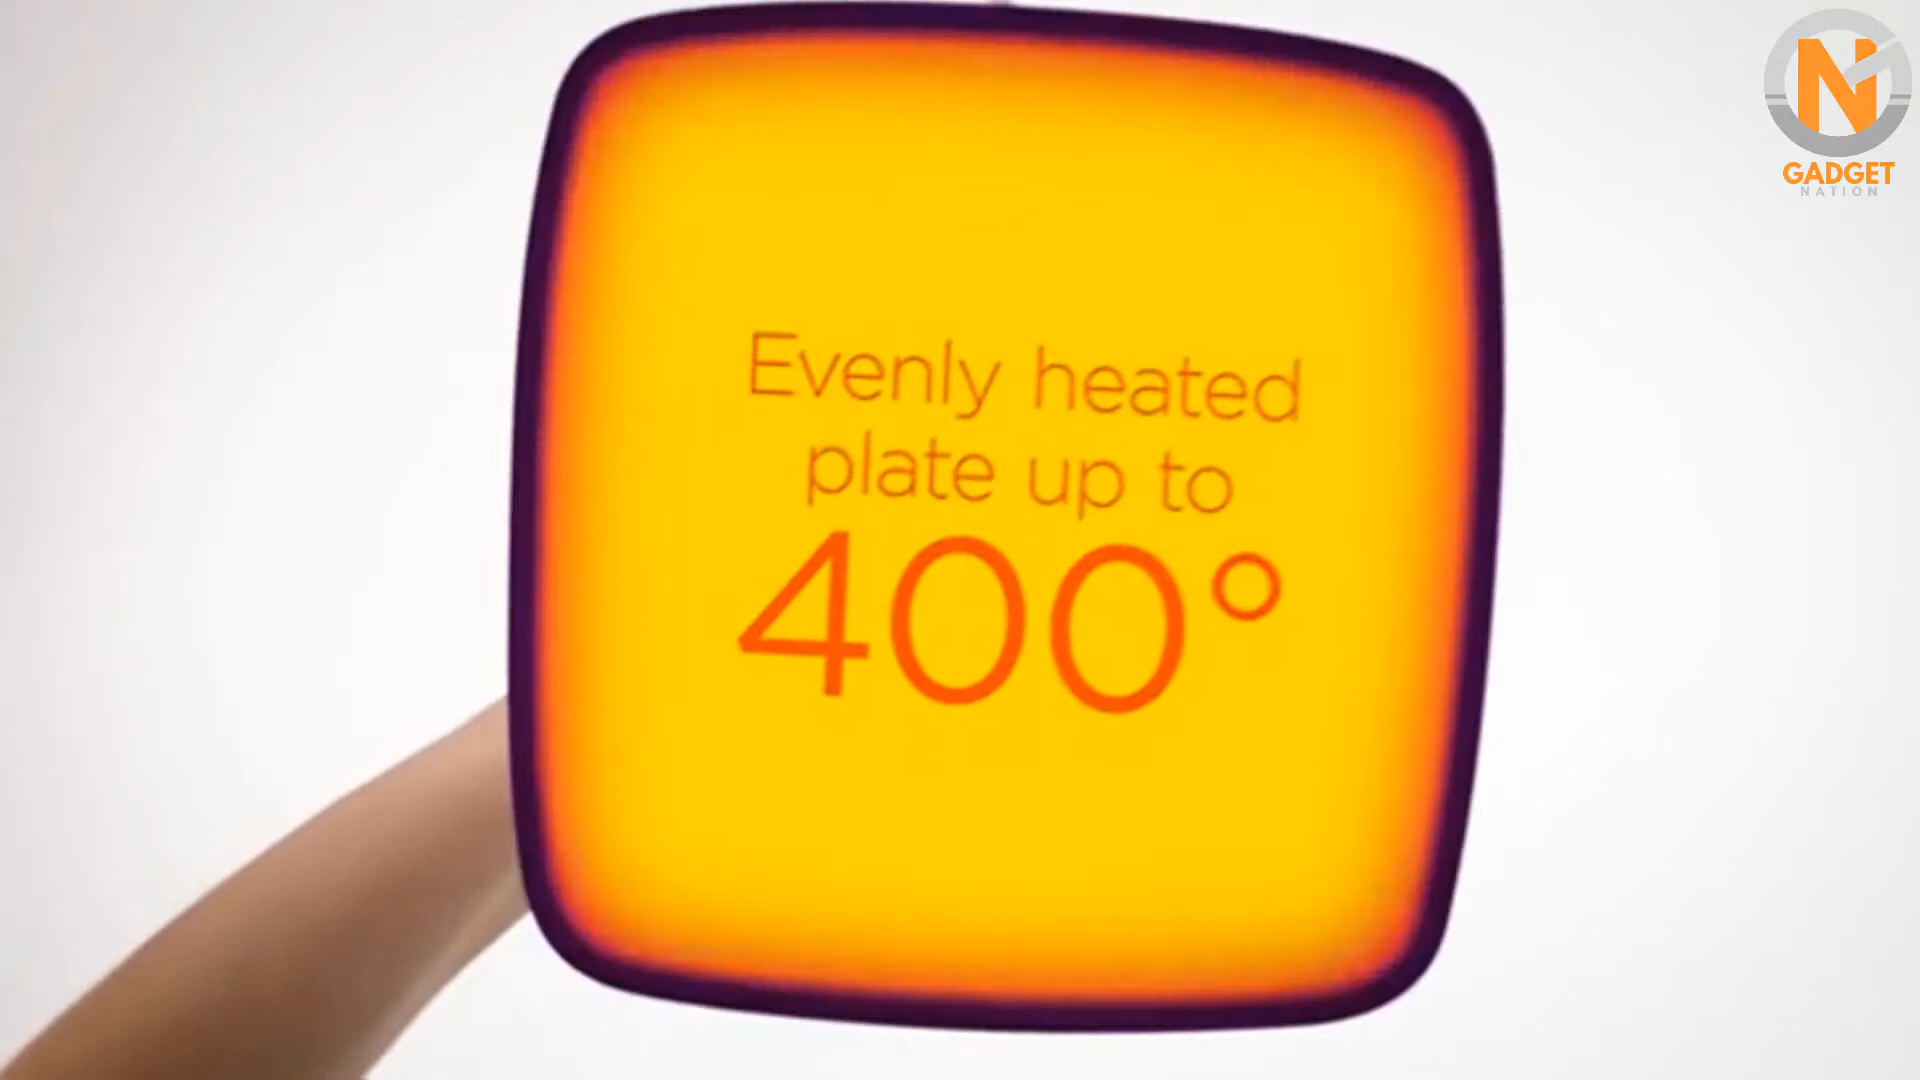 Evenly heated
plate up to
400°
N
GADGET
NATION